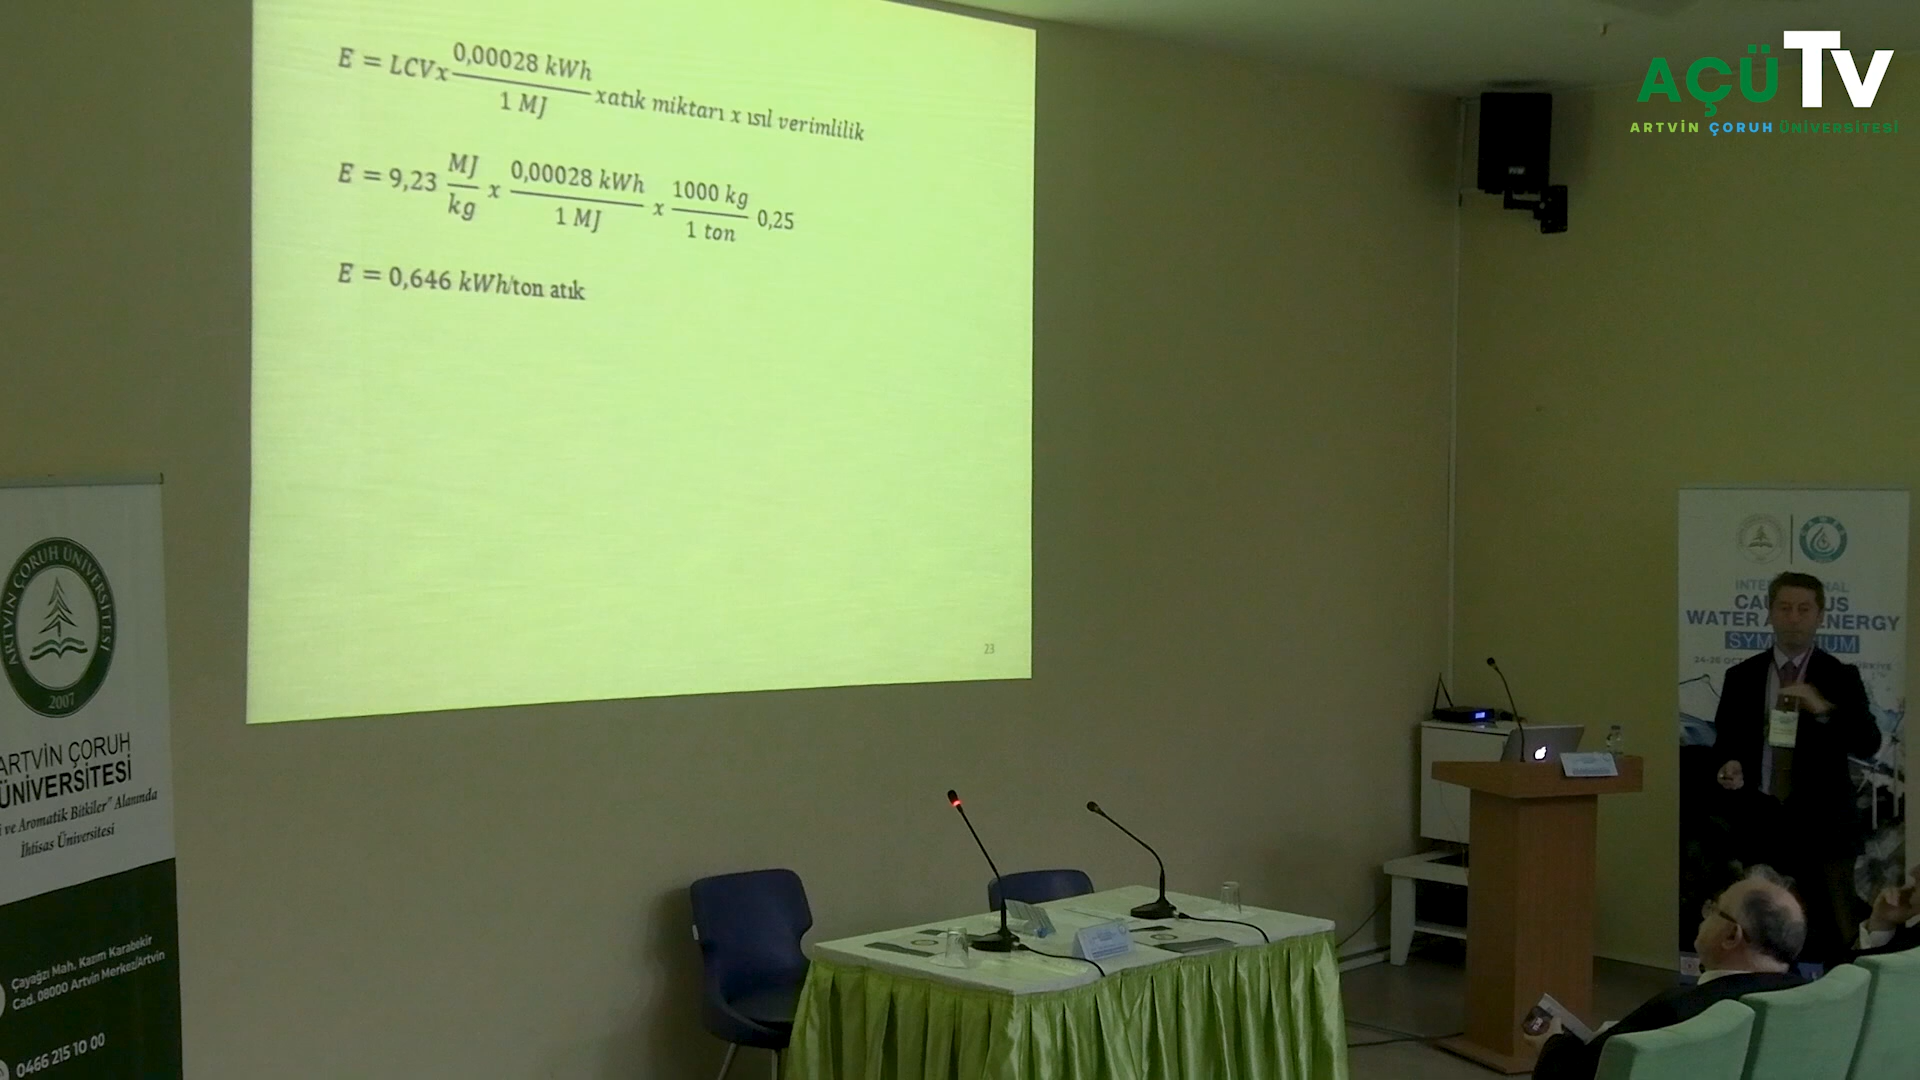 E = LCVx 0,00028 kWh / 1 MJ xatık miktarı x ısıl verimlilik
E = 9,23 MJ/kg x 0,00028 kWh / 1 MJ x 1000 kg / 1 ton 0,25
E = 0,646 kWh/ton atık
23
AÇÜTV
ARTVİN ÇORUH ÜNİVERSİTESİ
ARTVİN ÇORUH ÜNİVERSİTESİ
2007
ARTVİN ÇORUH
ÜNİVERSİTESİ
i ve Aromatik Bitkiler" Alanında
İhtisas Üniversitesi
Çayağzı Mah. Kazım Karabekir
Cad. 08000 Artvin Merkez/Artvin
0466 215 10 00
WATER
ENERGY